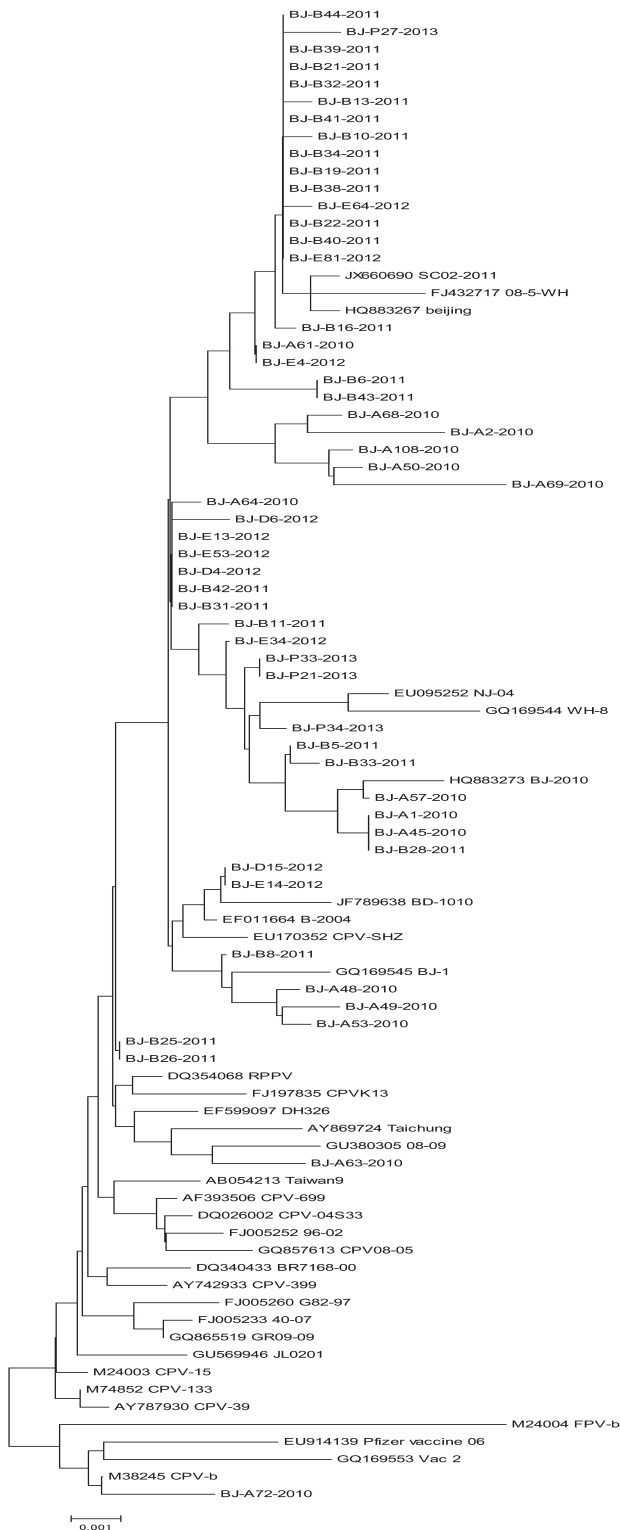 BJ-B44-2011
BJ-P27-2013
BJ-B39-2011
BJ-B21-2011
BJ-B32-2011
BJ-B13-2011
BJ-B41-2011
BJ-B10-2011
BJ-B34-2011
BJ-B19-2011
BJ-B38-2011
BJ-E64-2012
BJ-B22-2011
BJ-B40-2011
BJ-E81-2012
JX660690 SC02-2011
FJ432717 08-5-WH
HQ883267 beijing
BJ-B16-2011
BJ-A61-2010
BJ-E4-2012
BJ-B6-2011
BJ-B43-2011
BJ-A68-2010
BJ-A2-2010
BJ-A108-2010
BJ-A50-2010
BJ-A69-2010
BJ-A64-2010
BJ-D6-2012
BJ-E13-2012
BJ-E53-2012
BJ-D4-2012
BJ-B42-2011
BJ-B31-2011
BJ-B11-2011
BJ-E34-2012
BJ-P33-2013
BJ-P21-2013
EU095252 NJ-04
GQ169544 WH-8
BJ-P34-2013
BJ-B5-2011
BJ-B33-2011
HQ883273 BJ-2010
BJ-A57-2010
BJ-A1-2010
BJ-A45-2010
BJ-B28-2011
BJ-D15-2012
BJ-E14-2012
JF789638 BD-1010
EF011664 B-2004
EU170352 CPV-SHZ
BJ-B8-2011
GQ169545 BJ-1
BJ-A48-2010
BJ-A49-2010
BJ-A53-2010
BJ-B25-2011
BJ-B26-2011
DQ354068 RPPV
FJ197835 CPVK13
EF599097 DH326
AY869724 Taichung
GU380305 08-09
BJ-A63-2010
AB054213 Taiwan9
AF393506 CPV-699
DQ026002 CPV-04S33
FJ005252 96-02
GQ857613 CPV08-05
DQ340433 BR7168-00
AY742933 CPV-399
FJ005260 G82-97
FJ005233 40-07
GQ865519 GR09-09
GU569946 JL0201
M24003 CPV-15
M74852 CPV-133
AY787930 CPV-39
M24004 FPV-b
EU914139 Pfizer vaccine 06
GQ169553 Vac 2
M38245 CPV-b
BJ-A72-2010
0.001